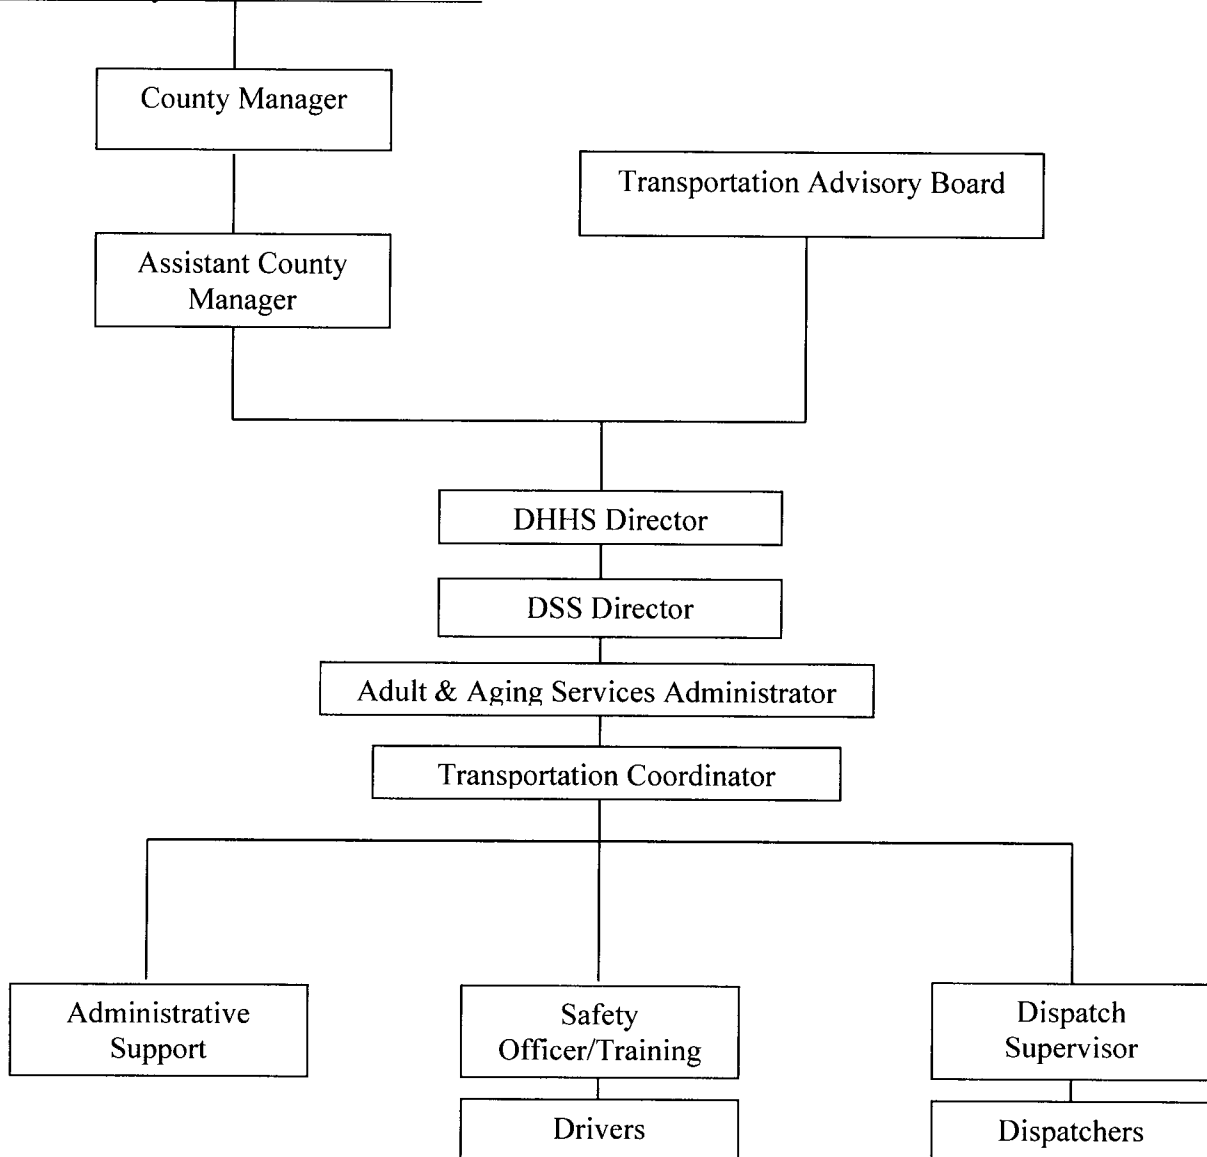 County Manager
Transportation Advisory Board
Assistant County
Manager
DHHS Director
DSS Director
Adult & Aging Services Administrator
Transportation Coordinator
Administrative
Support
Safety
Officer/Training
Dispatch
Supervisor
Drivers
Dispatchers